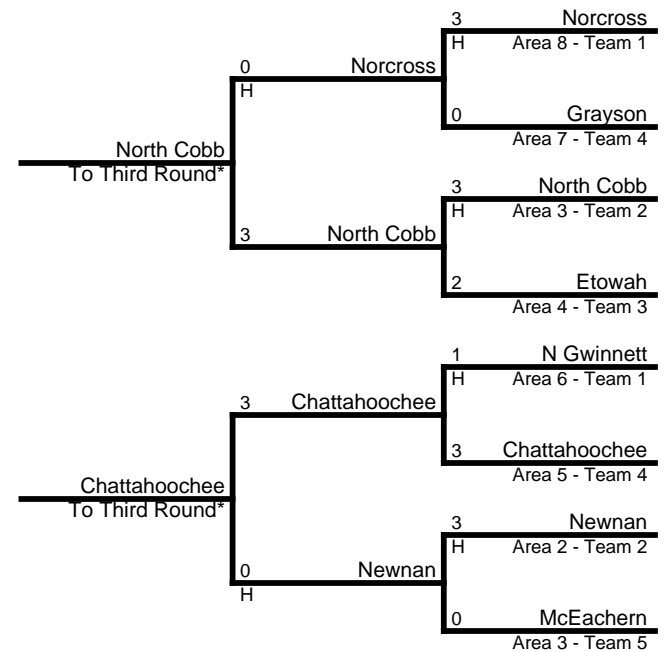 3 Norcross
H Area 8 - Team 1
0 Norcross
H
0 Grayson
Area 7 - Team 4
North Cobb
To Third Round*
3 North Cobb
H Area 3 - Team 2
3 North Cobb
2 Etowah
Area 4 - Team 3
1 N Gwinnett
H Area 6 - Team 1
3 Chattahoochee
3 Chattahoochee
Area 5 - Team 4
Chattahoochee
To Third Round*
3 Newnan
H Area 2 - Team 2
0 Newnan
H
0 McEachern
Area 3 - Team 5